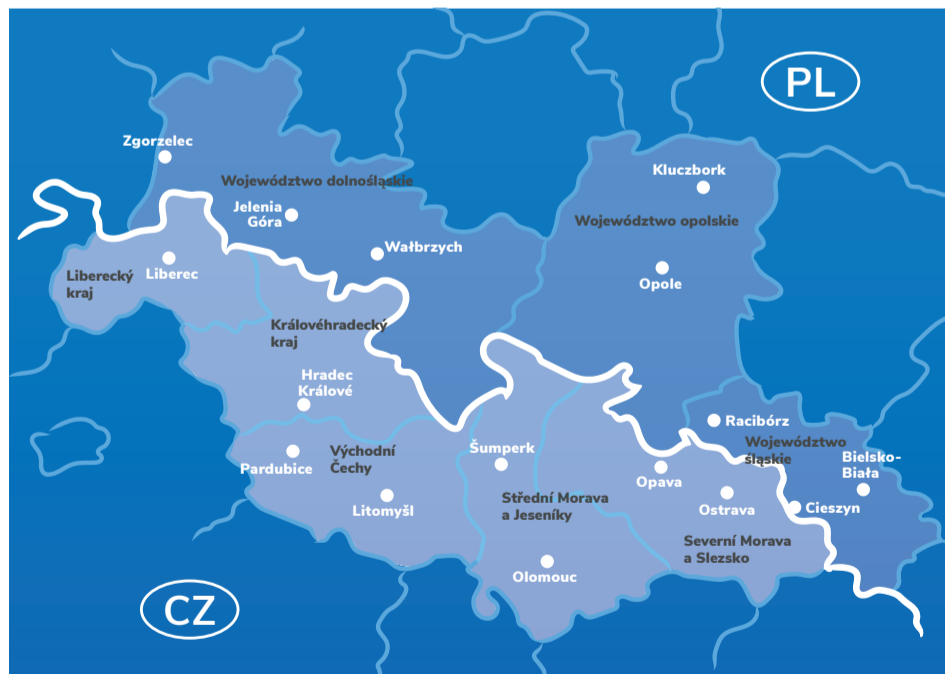 PL
Zgorzelec
Kluczbork
Województwo dolnośląskie
Jelenia
Góra
Województwo opolskie
Wałbrzych
Liberecký
kraj
Liberec
Opole
Královéhradecký
kraj
Hradec
Králové
Racibórz
Województwo
śląskie
Východní
Čechy
Šumperk
Bielsko-
Biała
Pardubice
Opava
Střední Morava
a Jeseníky
Litomyšl
Ostrava
Cieszyn
Severní Morava
a Slezsko
Olomouc
CZ